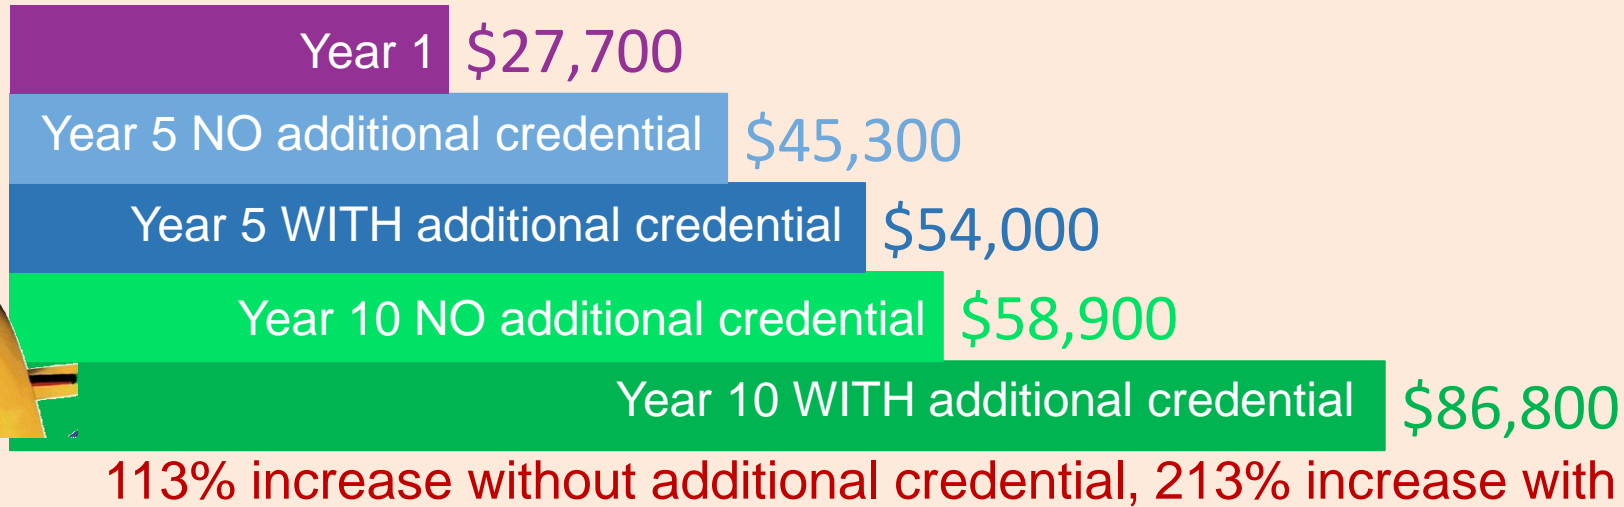 Year 1 $27,700
Year 5 NO additional credential $45,300
Year 5 WITH additional credential $54,000
Year 10 NO additional credential $58,900
Year 10 WITH additional credential $86,800
113% increase without additional credential, 213% increase with